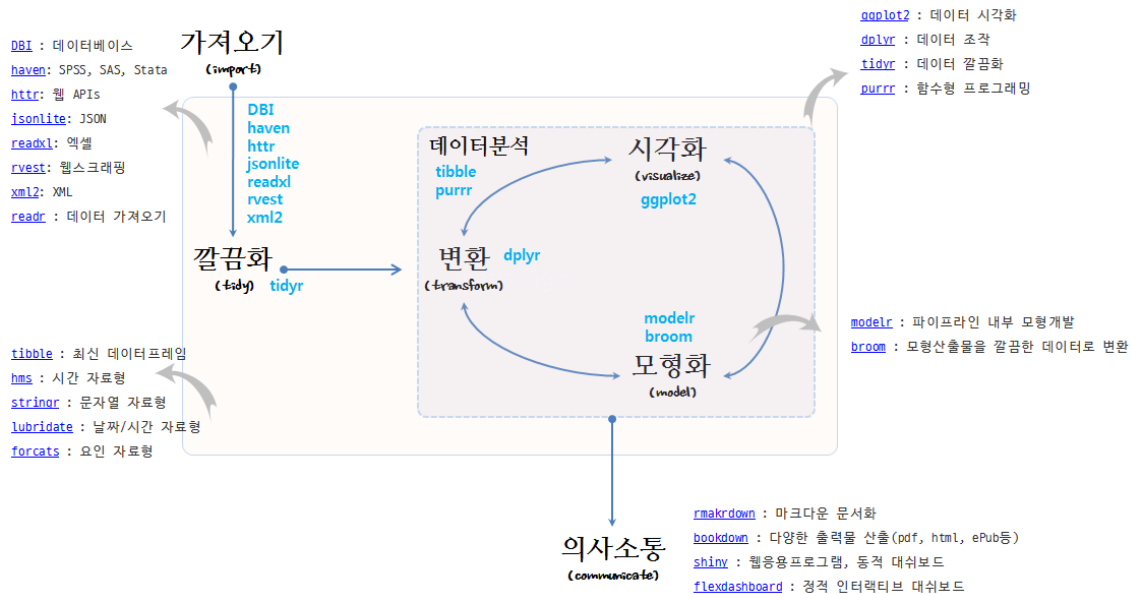 가져오기
(import)
DBI : 데이터베이스
haven: SPSS, SAS, Stata
httr: 웹 APIs
jsonlite: JSON
readxl: 엑셀
rvest: 웹스크래핑
xml2: XML
readr : 데이터 가져오기
ggplot2 : 데이터 시각화
dplyr : 데이터 조작
tidyr : 데이터 깔끔화
purrr : 함수형 프로그래밍
DBI
haven
httr
jsonlite
readxl
rvest
xml2
데이터분석
tibble
purrr
시각화
(visualize)
ggplot2
깔끔화
(tidy) tidyr
변환 dplyr
(transform)
modelr
broom
모형화
(model)
modelr : 파이프라인 내부 모형개발
broom : 모형산출물을 깔끔한 데이터로 변환
tibble : 최신 데이터프레임
hms : 시간 자료형
stringr : 문자열 자료형
lubridate : 날짜/시간 자료형
forcats : 요인 자료형
의사소통
(communicate)
rmakrdown : 마크다운 문서화
bookdown : 다양한 출력물 산출(pdf, html, ePub등)
shiny : 웹응용프로그램, 동적 대쉬보드
flexdashboard : 정적 인터랙티브 대쉬보드